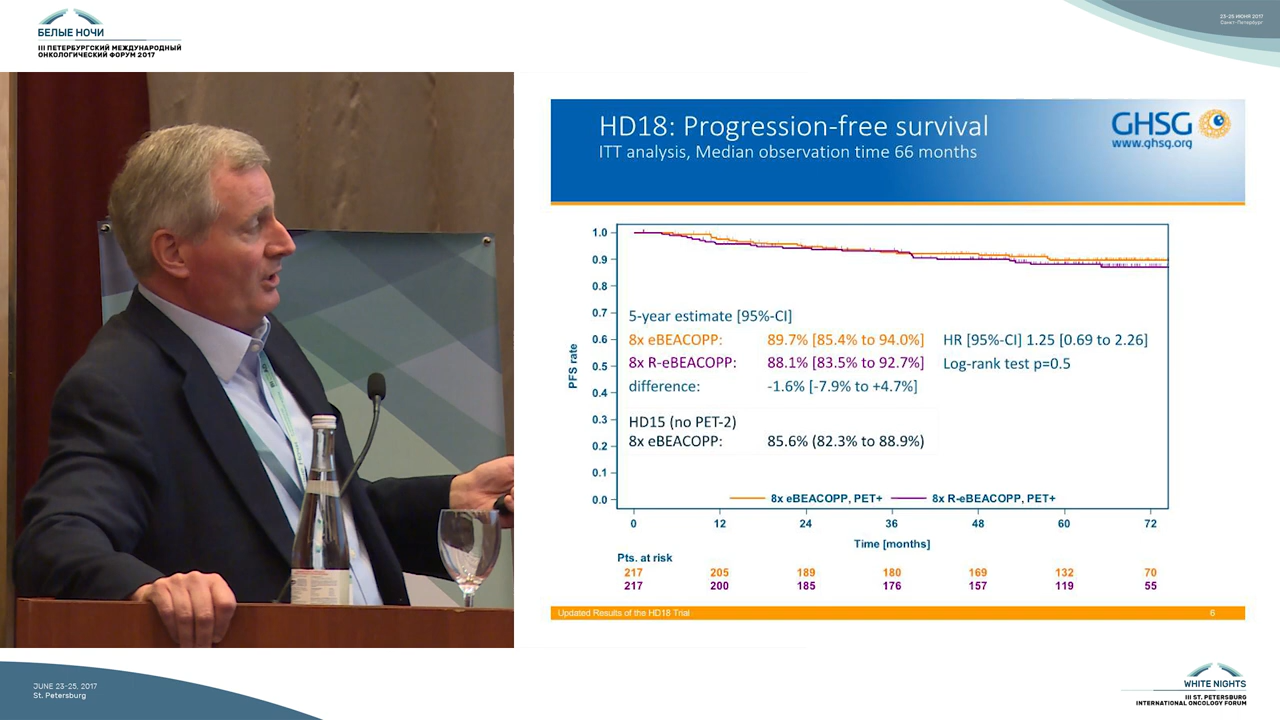 БЕЛЫЕ НОЧИ
III ПЕТЕРБУРГСКИЙ МЕЖДУНАРОДНЫЙ
ОНКОЛОГИЧЕСКИЙ ФОРУМ 2017
23-25 ИЮНЯ 2017
Санкт-Петербург
HD18: Progression-free survival
ITT analysis, Median observation time 66 months
GHSG
www.ghsg.org
1.0
0.9
0.8
0.7
0.6
0.5
0.4
0.3
0.2
0.1
0.0
PFS rate
5-year estimate [95%-CI]
8x eBEACOPP: 89.7% [85.4% to 94.0%] HR [95%-CI] 1.25 [0.69 to 2.26]
8x R-eBEACOPP: 88.1% [83.5% to 92.7%] Log-rank test p=0.5
difference: -1.6% [-7.9% to +4.7%]
HD15 (no PET-2)
8x eBEACOPP: 85.6% (82.3% to 88.9%)
8x eBEACOPP, PET+ 8x R-eBEACOPP, PET+
0 12 24 36 48 60 72
Time [months]
Pts. at risk
217 205 189 180 169 132 70
217 200 185 176 157 119 55
Updated Results of the HD18 Trial 6
JUNE 23-25, 2017
St. Petersburg
WHITE NIGHTS
III ST. PETERSBURG
INTERNATIONAL ONCOLOGY FORUM